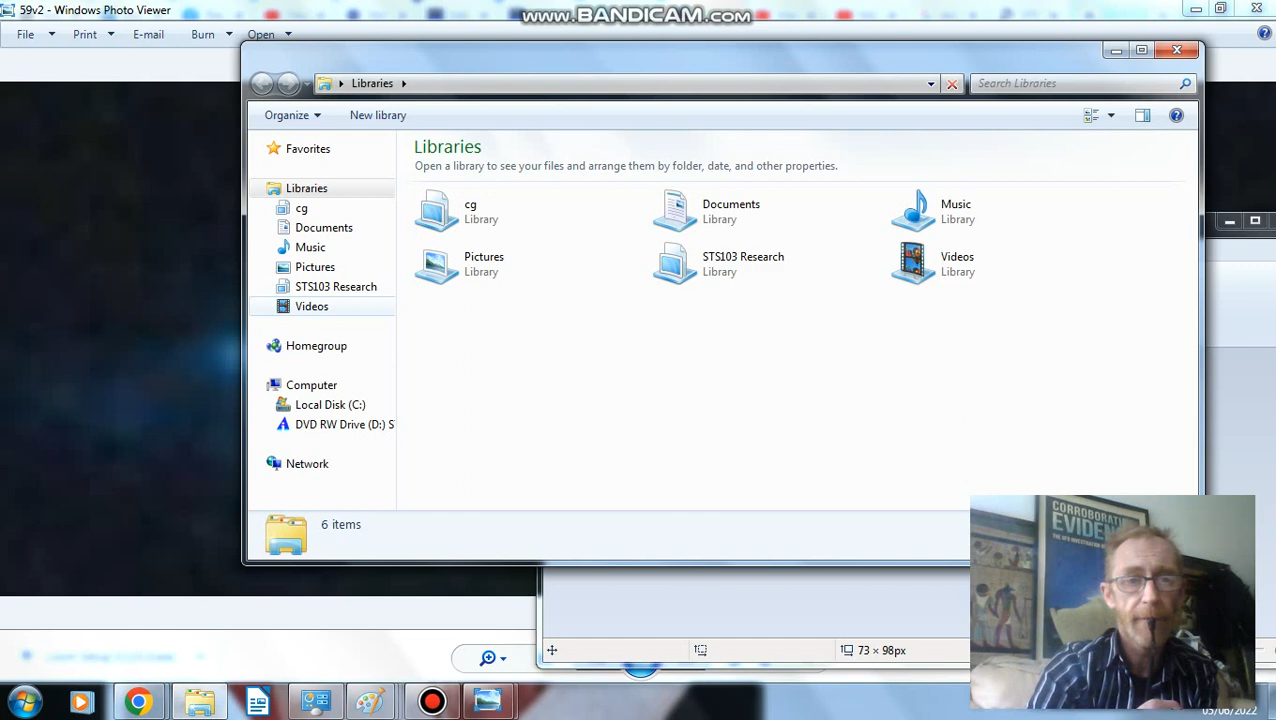 59v2 - Windows Photo Viewer
www.BANDICAM.com
File Print E-mail Burn Open
Libraries
Search Libraries
Organize New library
Favorites
Libraries
cg
Documents
Music
Pictures
STS103 Research
Videos
Homegroup
Computer
Local Disk (C:)
DVD RW Drive (D:) S
Network
Libraries
Open a library to see your files and arrange them by folder, date, and other properties.
cg
Library
Documents
Library
Music
Library
Pictures
Library
STS103 Research
Library
Videos
Library
6 items
CORROBORATI
EVIDEN
73 × 98px
05/06/2022